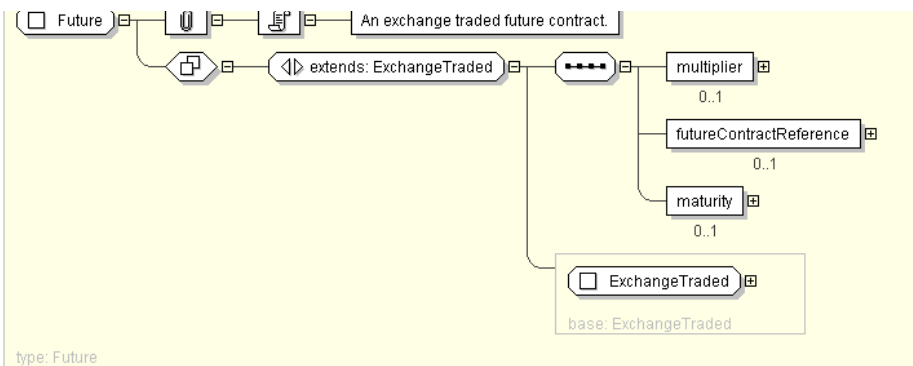 Future An exchange traded future contract.
extends: ExchangeTraded multiplier
0..1
futureContractReference
0..1
maturity
0..1
ExchangeTraded
base: ExchangeTraded
type: Future